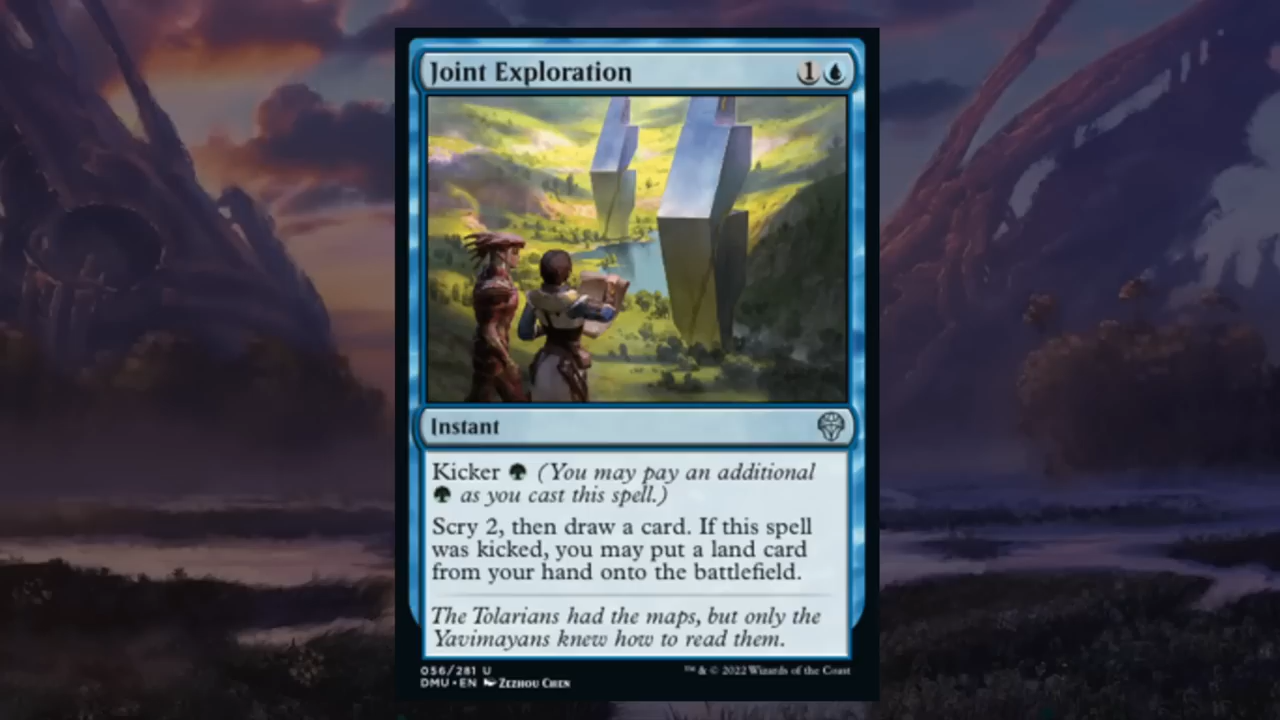 Joint Exploration 1
Instant
Kicker (You may pay an additional
as you cast this spell.)
Scry 2, then draw a card. If this spell
was kicked, you may put a land card
from your hand onto the battlefield.
The Tolarians had the maps, but only the
Yavimayans knew how to read them.
056/281 U
DMU • EN Zezhou Chen
™ & © 2022 Wizards of the Coast